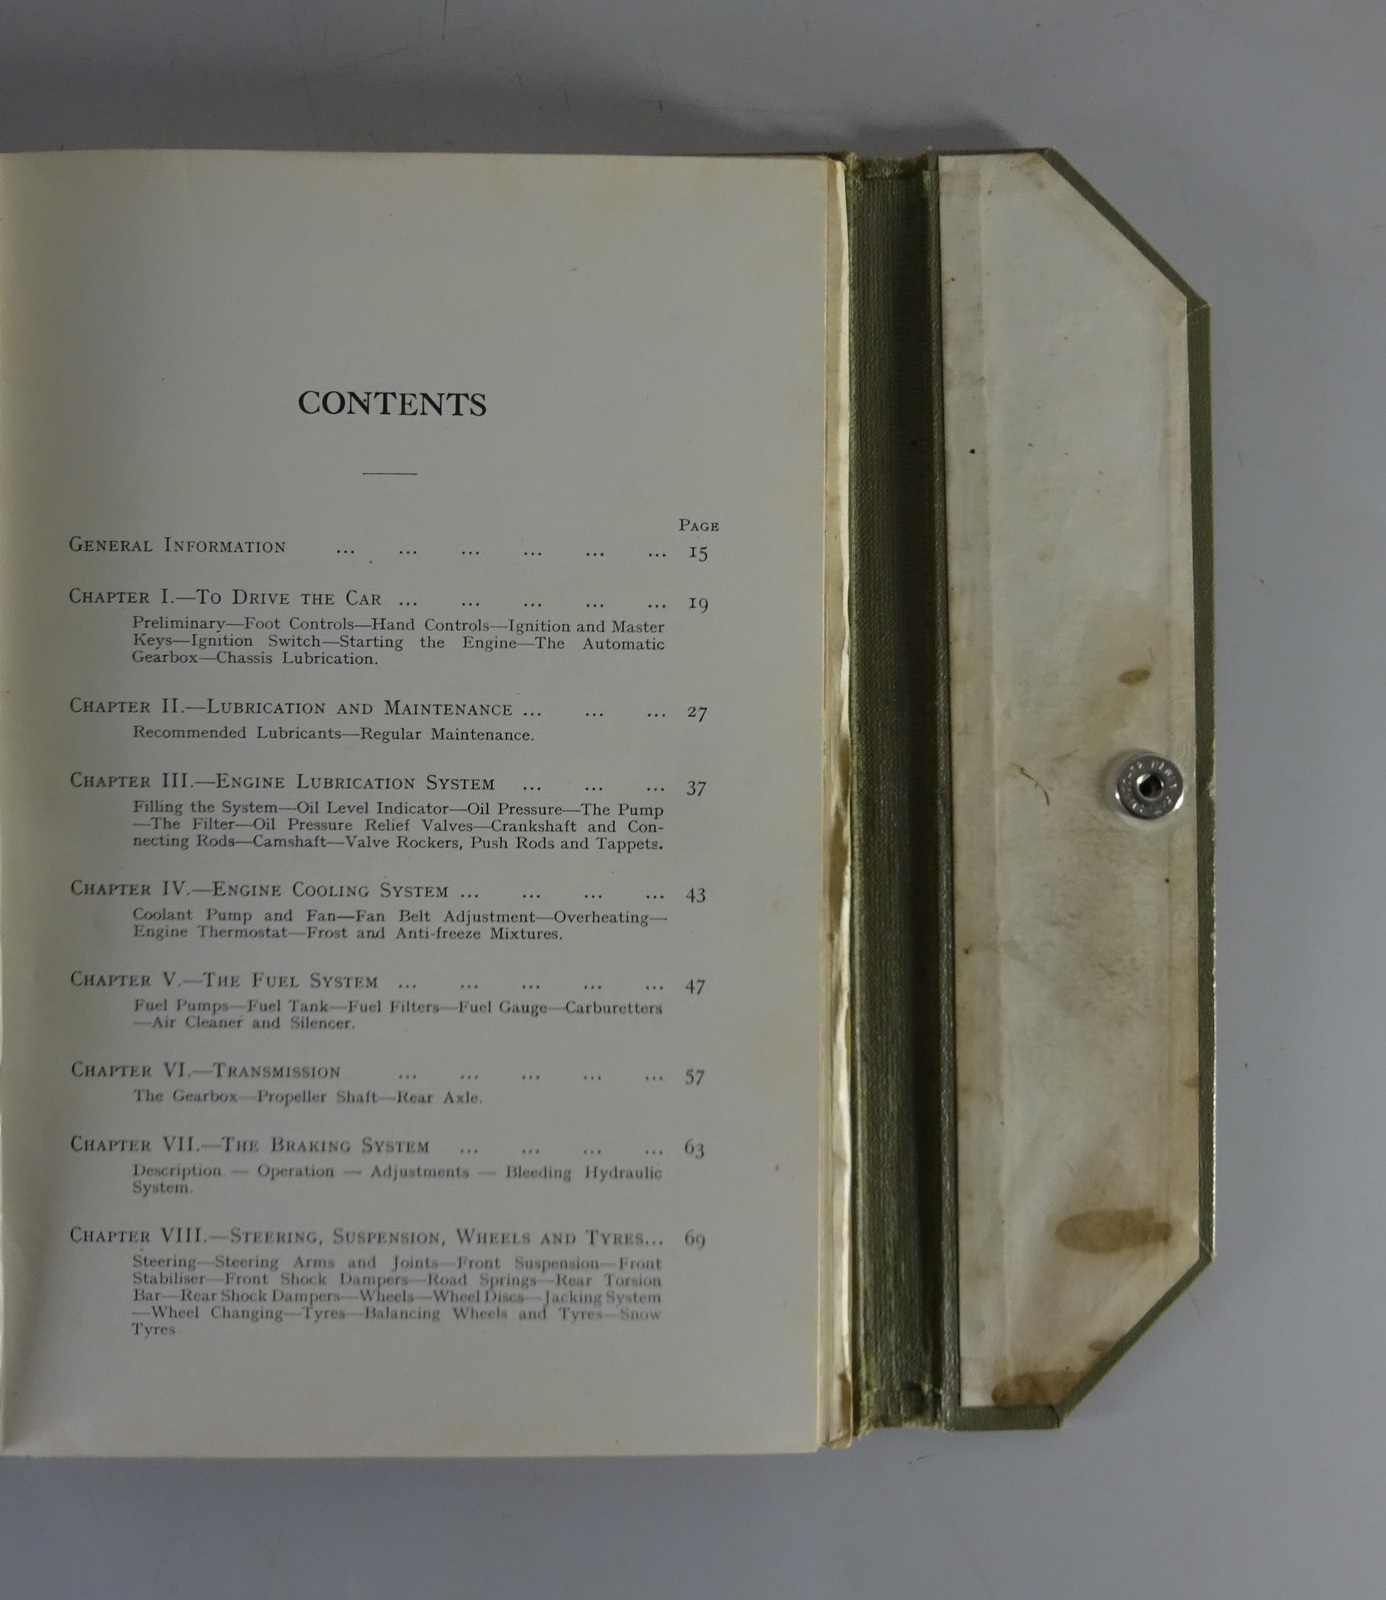 CONTENTS
PAGE
GENERAL INFORMATION ... ... ... ... ... ... 15
CHAPTER I.—TO DRIVE THE CAR ... ... ... ... ... 19
Preliminary—Foot Controls—Hand Controls—Ignition and Master
Keys—Ignition Switch—Starting the Engine—The Automatic
Gearbox—Chassis Lubrication.
CHAPTER II.—LUBRICATION AND MAINTENANCE ... ... ... 27
Recommended Lubricants—Regular Maintenance.
CHAPTER III.—ENGINE LUBRICATION SYSTEM ... ... ... 37
Filling the System—Oil Level Indicator—Oil Pressure—The Pump
—The Filter—Oil Pressure Relief Valves—Crankshaft and Con-
necting Rods—Camshaft—Valve Rockers, Push Rods and Tappets.
CHAPTER IV.—ENGINE COOLING SYSTEM ... ... ... ... 43
Coolant Pump and Fan—Fan Belt Adjustment—Overheating—
Engine Thermostat—Frost and Anti-freeze Mixtures.
CHAPTER V.—THE FUEL SYSTEM ... ... ... ... ... 47
Fuel Pumps—Fuel Tank—Fuel Filters—Fuel Gauge—Carburetters
—Air Cleaner and Silencer.
CHAPTER VI.—TRANSMISSION ... ... ... ... ... 57
The Gearbox—Propeller Shaft—Rear Axle.
CHAPTER VII.—THE BRAKING SYSTEM ... ... ... ... 63
Description — Operation — Adjustments — Bleeding Hydraulic
System.
CHAPTER VIII.—STEERING, SUSPENSION, WHEELS AND TYRES... 69
Steering—Steering Arms and Joints—Front Suspension—Front
Stabiliser—Front Shock Dampers—Road Springs—Rear Torsion
Bar—Rear Shock Dampers—Wheels—Wheel Discs—Jacking System
—Wheel Changing—Tyres—Balancing Wheels and Tyres—Snow
Tyres